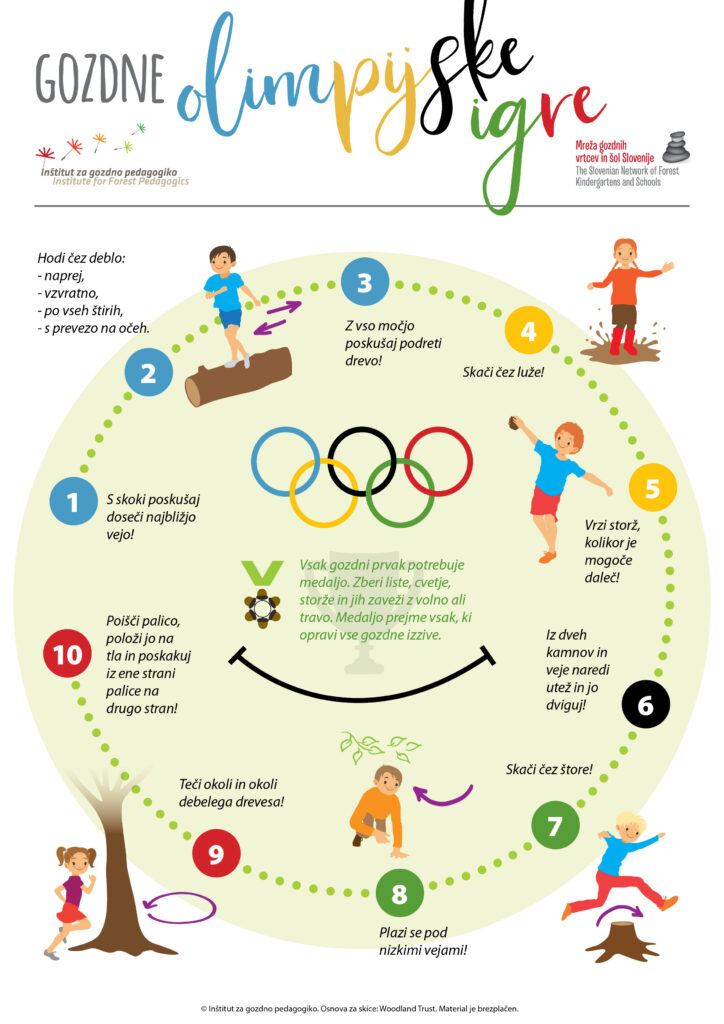 GOZDNE olimpijske
igre
Inštitut za gozdno pedagogiko
Institute for Forest Pedagogics
Mreža gozdnih
vrtcev in šol Slovenije
The Slovenian Network of Forest
Kindergartens and Schools
1
S skoki poskušaj
doseči najbližjo
vejo!
2
Hodi čez deblo:
- naprej,
- vzvratno,
- po vseh štirih,
- s prevezo na očeh.
3
Z vso močjo
poskušaj podreti
drevo!
4
Skači čez luže!
5
Vrzi storž,
kolikor je
mogoče
daleč!
6
Iz dveh
kamnov in
veje naredi
utež in jo
dviguj!
7
Skači čez štore!
8
Plazi se pod
nizkimi vejami!
9
Teči okoli in okoli
debelega drevesa!
10
Poišči palico,
položi jo na
tla in poskakuj
iz ene strani
palice na
drugo stran!
Vsak gozdni prvak potrebuje
medaljo. Zberi liste, cvetje,
storže in jih zaveži z volno ali
travo. Medaljo prejme vsak, ki
opravi vse gozdne izzive.
© Inštitut za gozdno pedagogiko. Osnova za skice: Woodland Trust. Material je brezplačen.